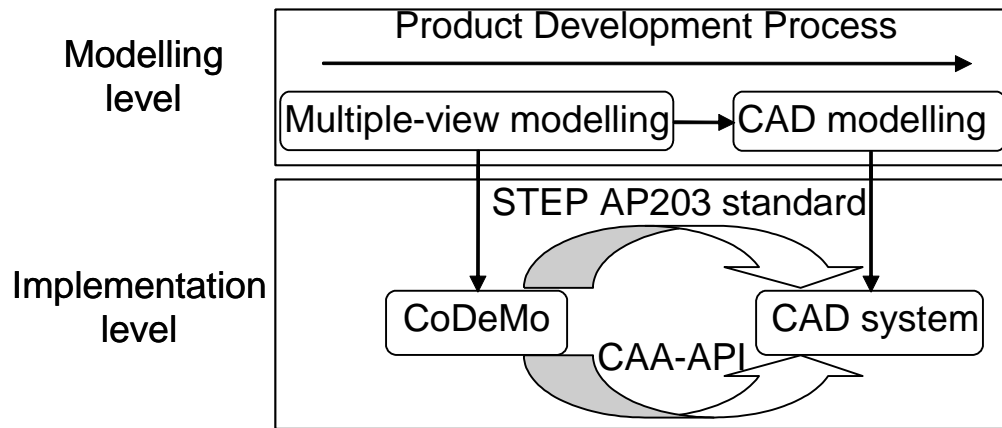 Product Development Process
Modelling
level
Multiple-view modelling
CAD modelling
STEP AP203 standard
Implementation
level
CoDeMo
CAD system
CAA-API